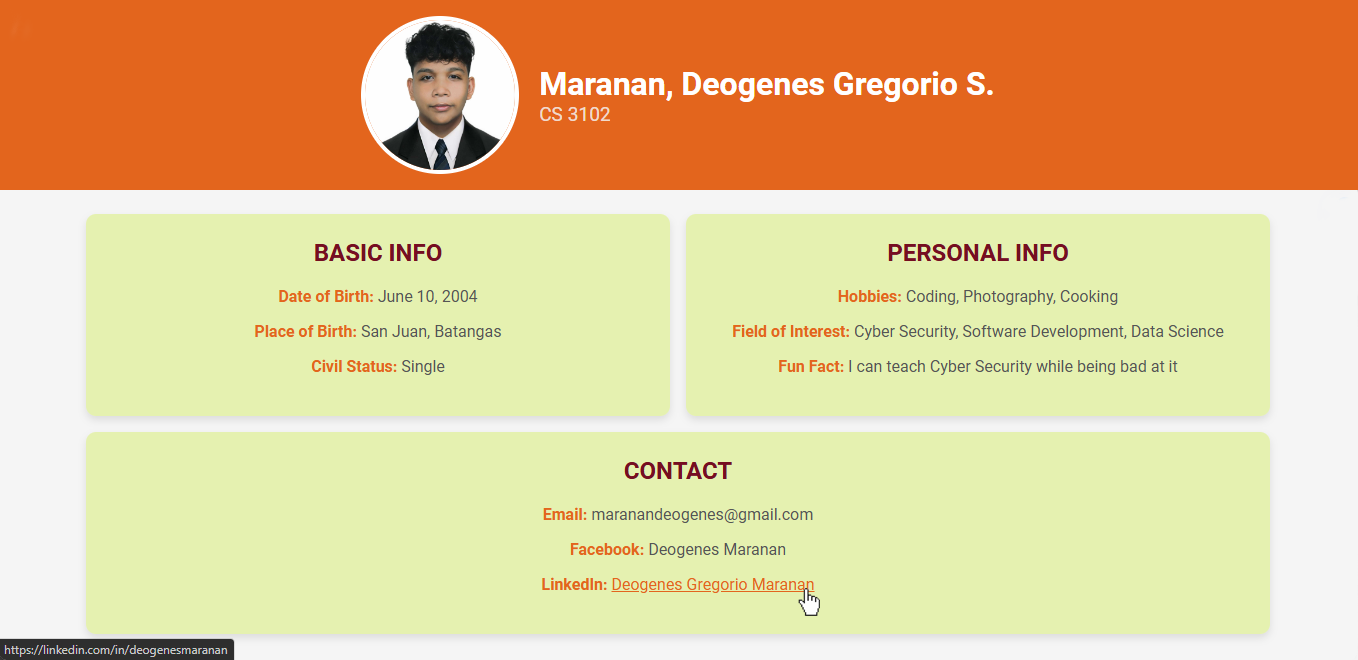 Maranan, Deogenes Gregorio S.
CS 3102
BASIC INFO
Date of Birth: June 10, 2004
Place of Birth: San Juan, Batangas
Civil Status: Single
PERSONAL INFO
Hobbies: Coding, Photography, Cooking
Field of Interest: Cyber Security, Software Development, Data Science
Fun Fact: I can teach Cyber Security while being bad at it
CONTACT
Email: maranandeogenes@gmail.com
Facebook: Deogenes Maranan
LinkedIn: Deogenes Gregorio Maranan
https://linkedin.com/in/deogenesmaranan